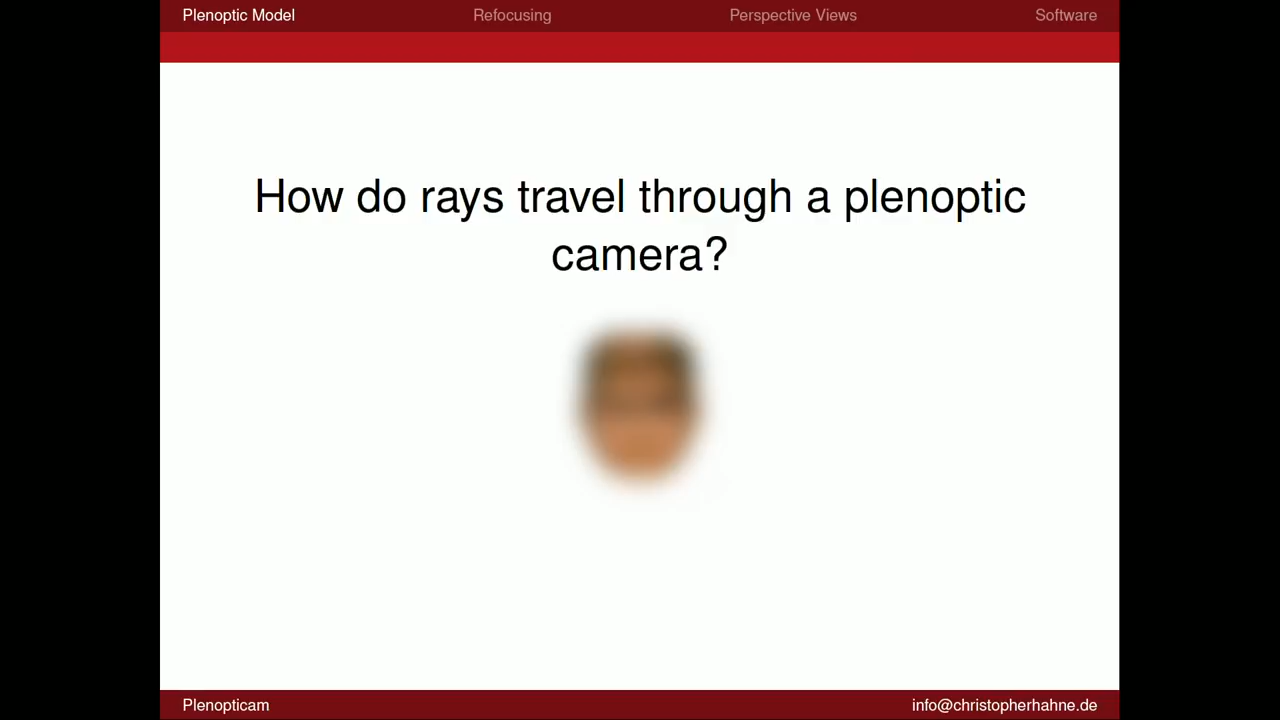 Plenoptic Model Refocusing Perspective Views Software
How do rays travel through a plenoptic
camera?
Plenopticam info@christopherhahne.de